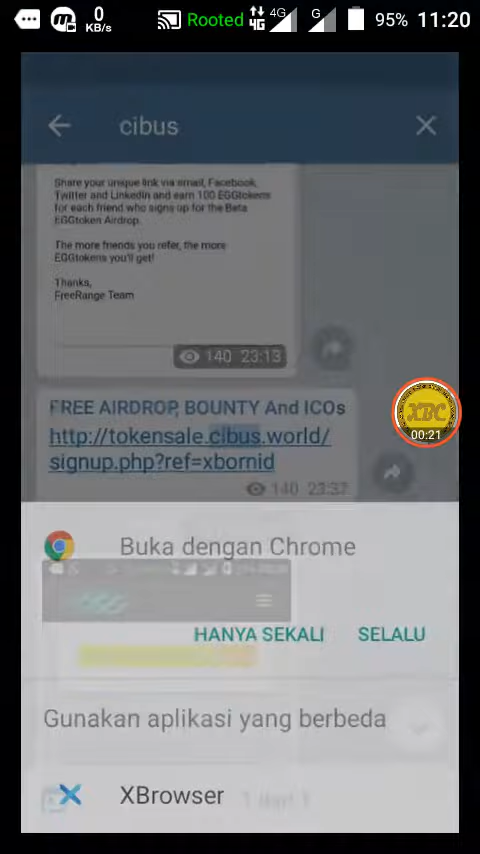 0
KB/s
Rooted
4G
4G
G
95%
11:20
cibus
Share your unique link via email, Facebook,
Twitter and LinkedIn and earn 100 EGGtokens
for each friend who signs up for the Beta
EGGtoken Airdrop.
The more friends you refer, the more
EGGtokens you'll get!
Thanks,
FreeRange Team
140 23:13
FREE AIRDROP, BOUNTY And ICOs
http://tokensale.cibus.world/
signup.php?ref=xbornid
140 23:37
XBC
00:21
Buka dengan Chrome
HANYA SEKALI
SELALU
Gunakan aplikasi yang berbeda
XBrowser
1 dari 1